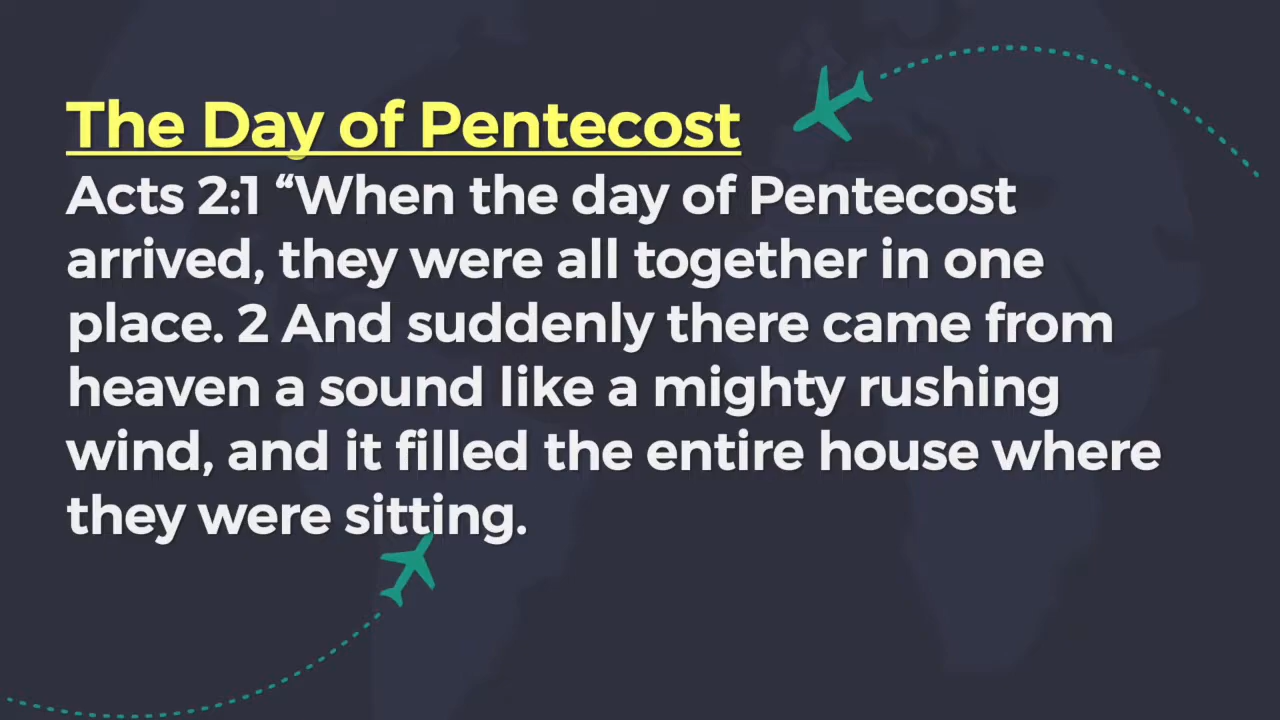 The Day of Pentecost
Acts 2:1 “When the day of Pentecost
arrived, they were all together in one
place. 2 And suddenly there came from
heaven a sound like a mighty rushing
wind, and it filled the entire house where
they were sitting.